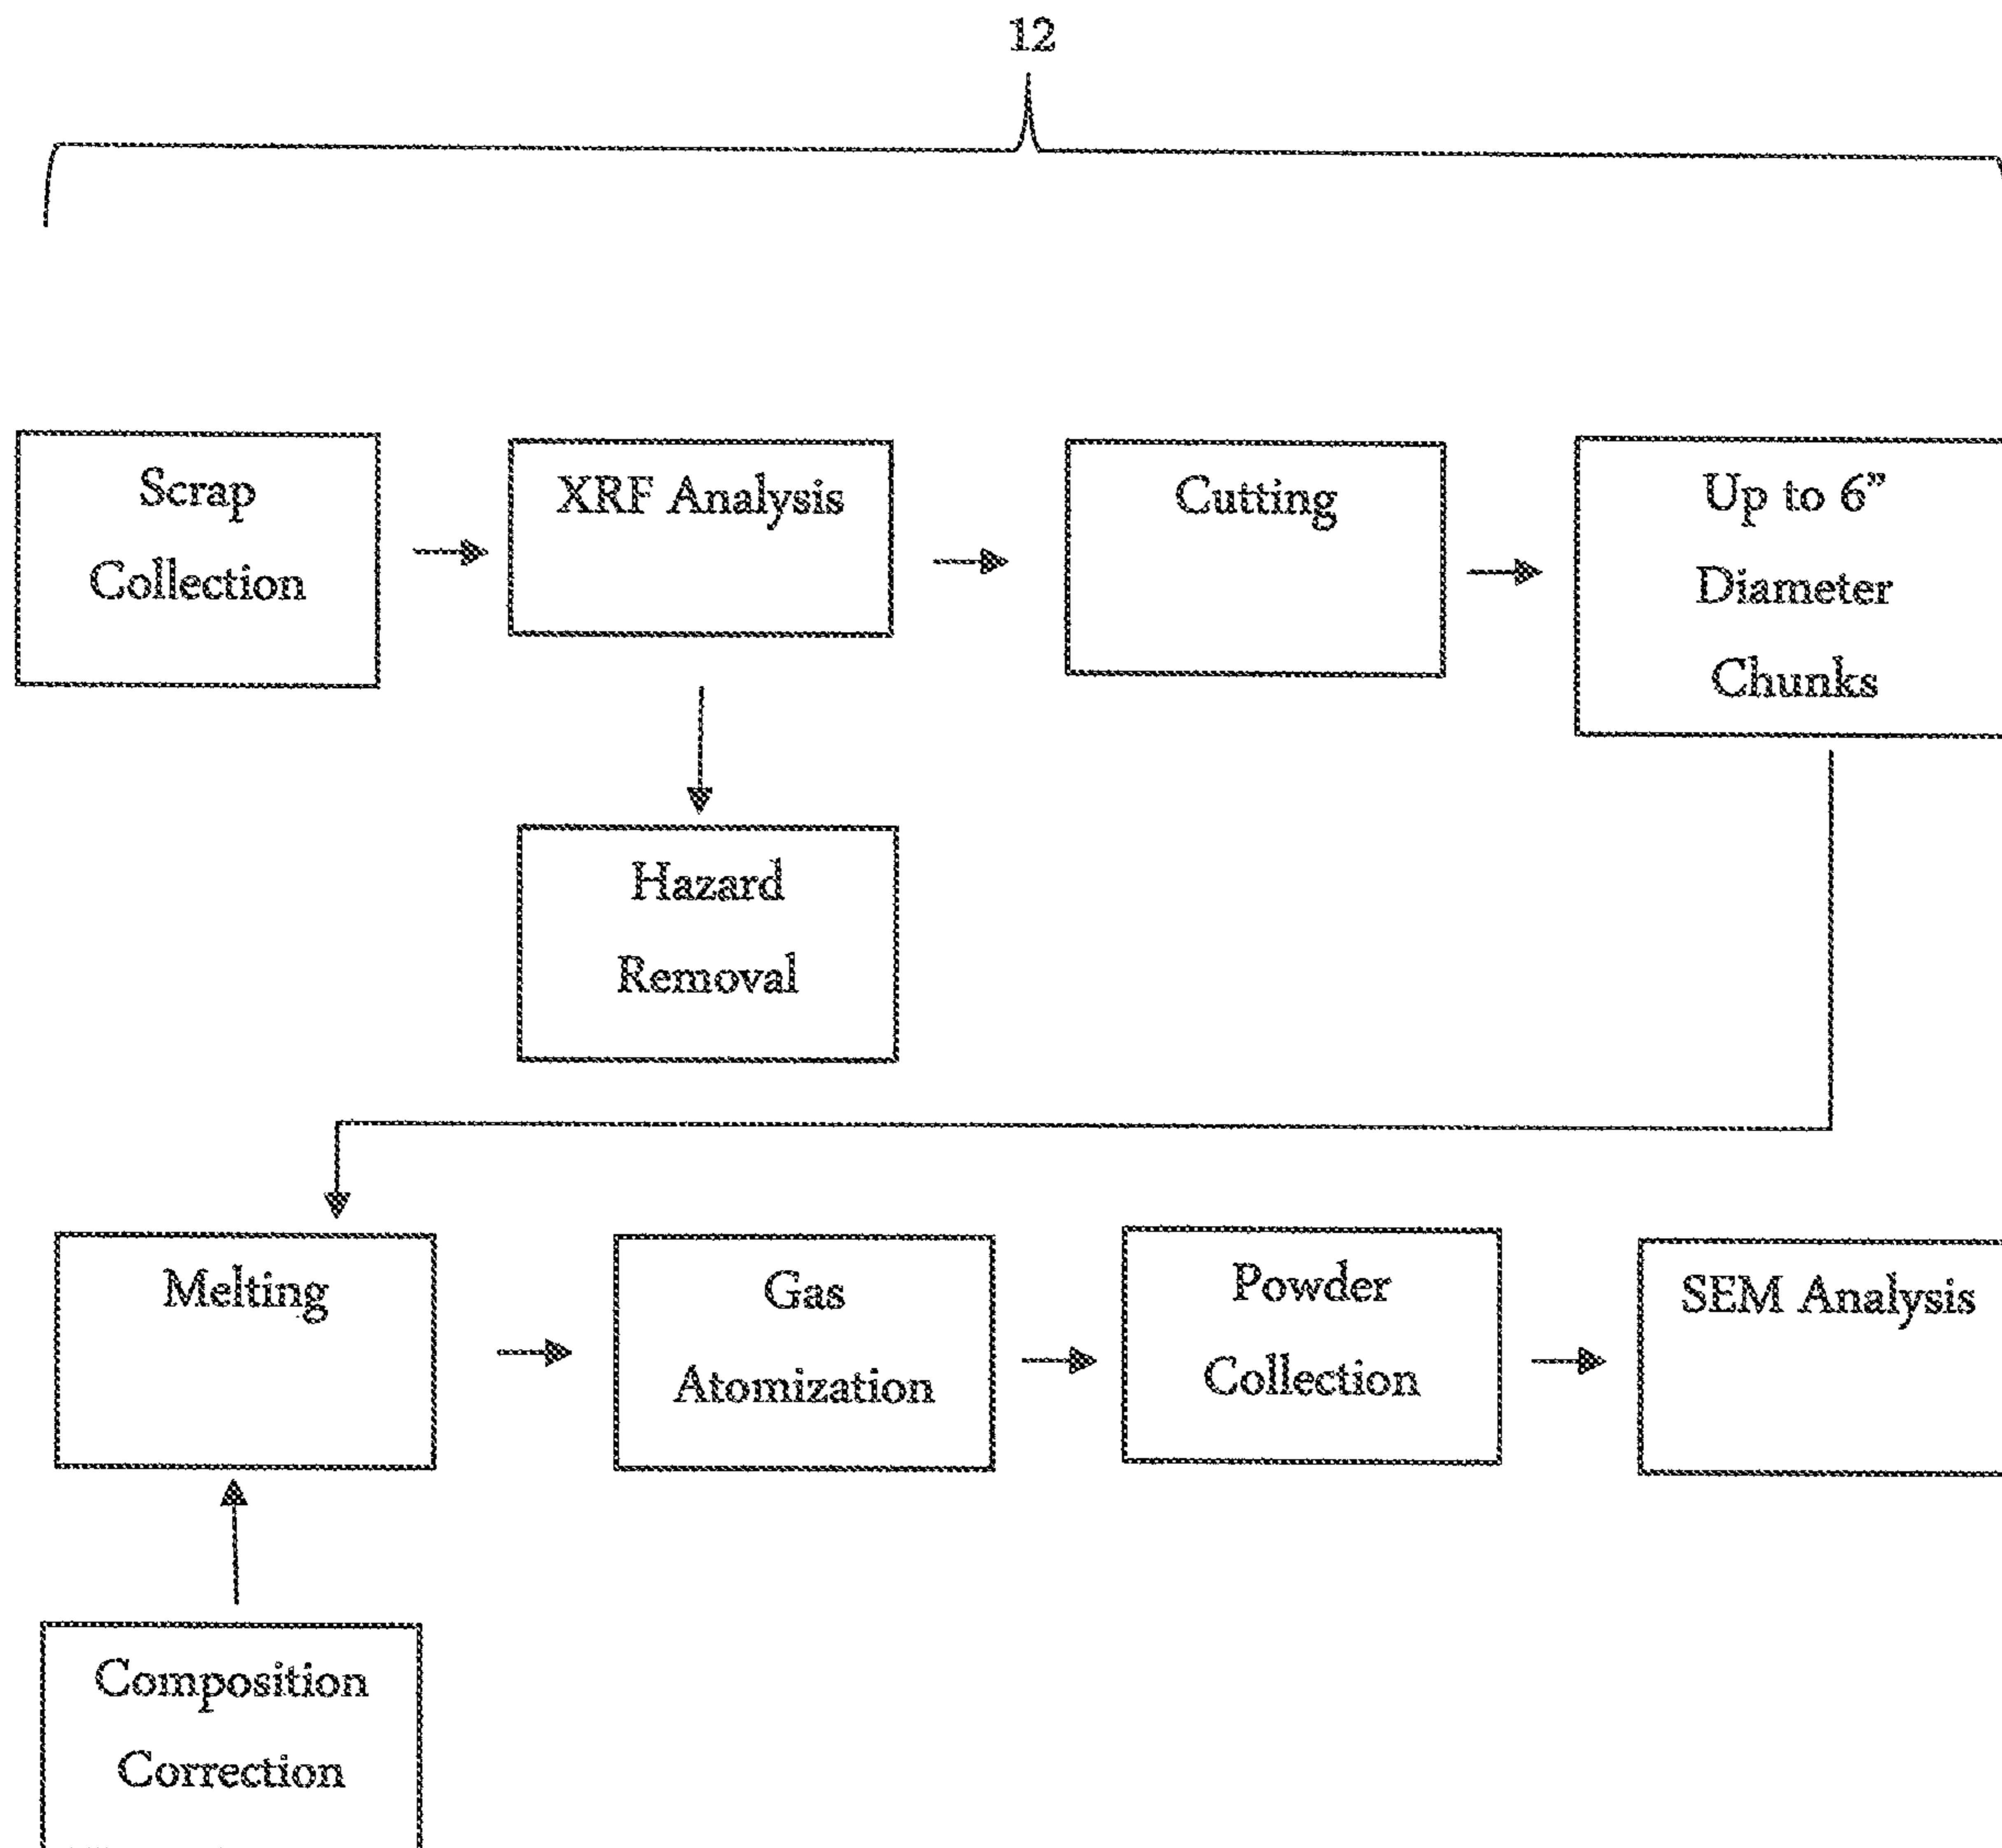 12
Scrap
Collection
XRF Analysis
Cutting
Up to 6”
Diameter
Chunks
Hazard
Removal
Melting
Gas
Atomization
Powder
Collection
SEM Analysis
Composition
Correction